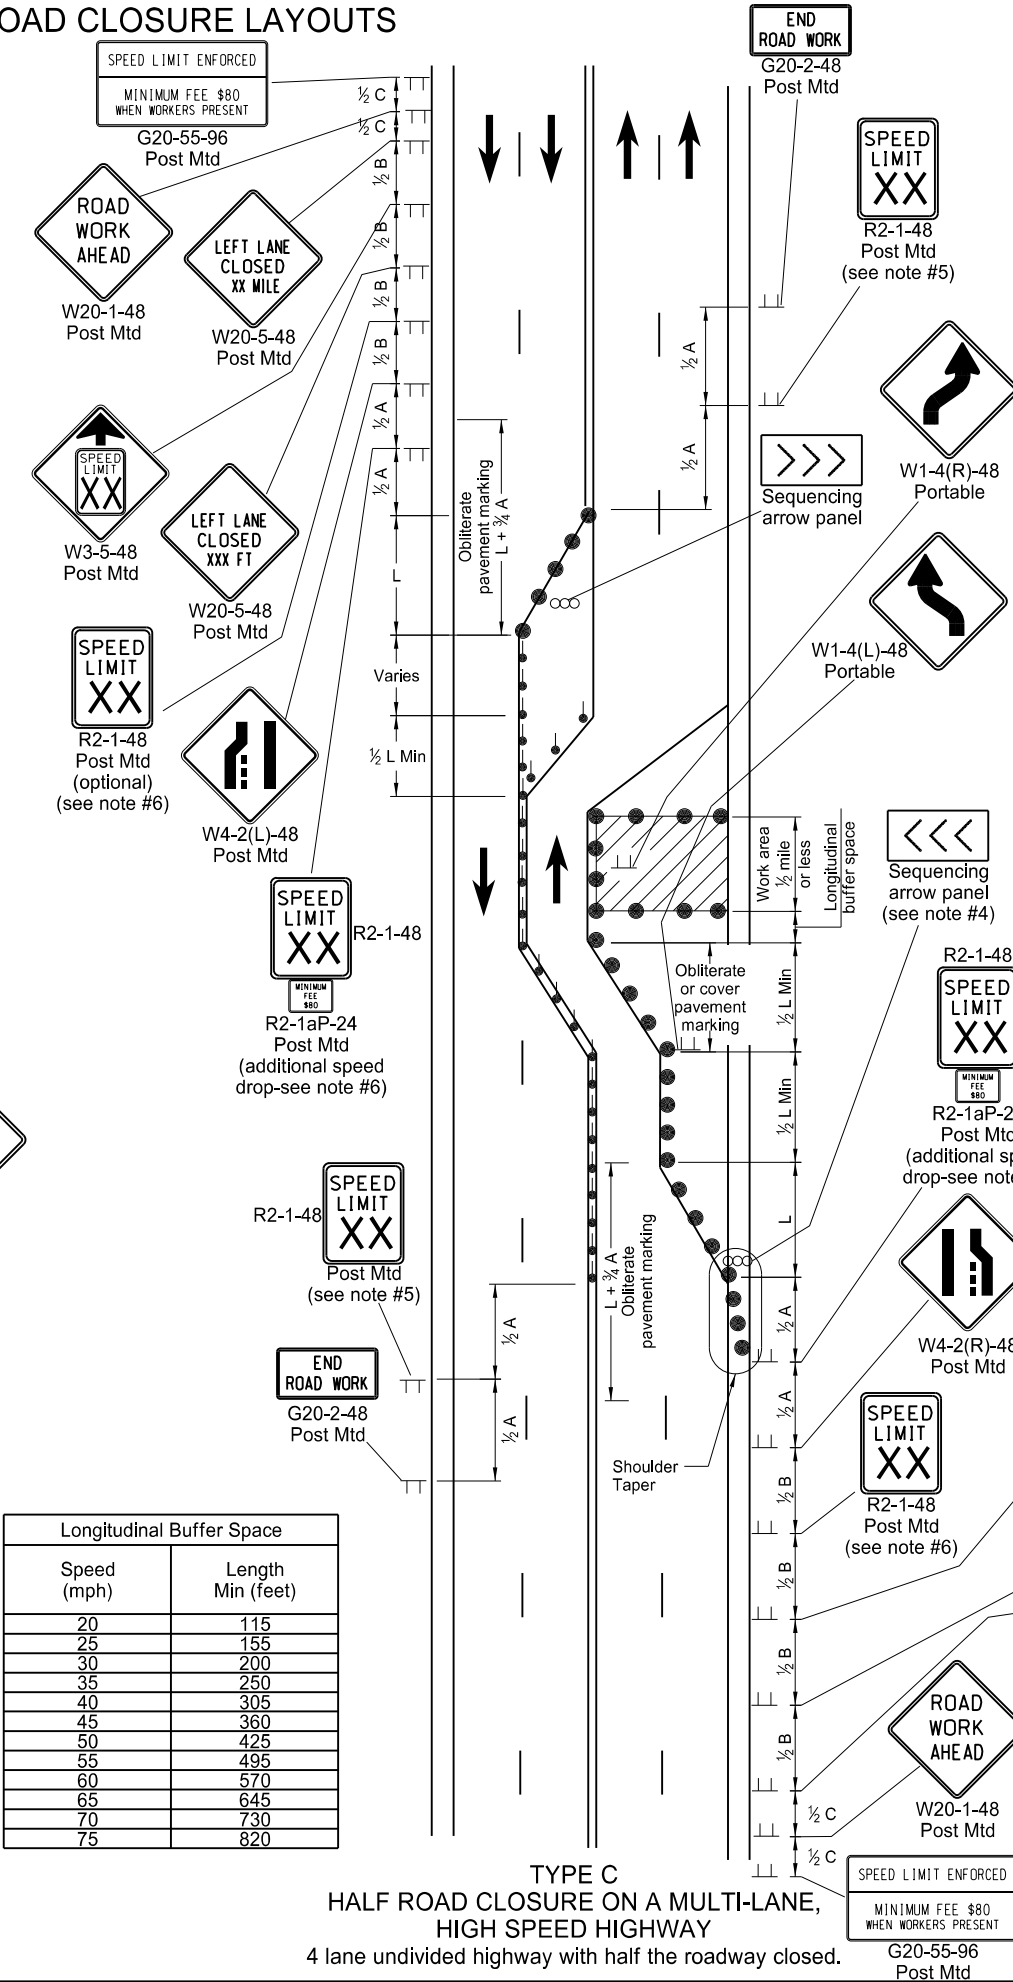 OAD CLOSURE LAYOUTS
SPEED LIMIT ENFORCED
MINIMUM FEE $80
WHEN WORKERS PRESENT
G20-55-96
Post Mtd
ROAD
WORK
AHEAD
W20-1-48
Post Mtd
LEFT LANE
CLOSED
XX MILE
W20-5-48
Post Mtd
SPEED
LIMIT
XX
W3-5-48
Post Mtd
LEFT LANE
CLOSED
XXX FT
W20-5-48
Post Mtd
SPEED
LIMIT
XX
R2-1-48
Post Mtd
(optional)
(see note #6)
W4-2(L)-48
Post Mtd
SPEED
LIMIT
XX
R2-1-48
MINIMUM
FEE
$80
R2-1aP-24
Post Mtd
(additional speed
drop-see note #6)
R2-1-48
SPEED
LIMIT
XX
Post Mtd
(see note #5)
END
ROAD WORK
G20-2-48
Post Mtd
½ C
½ C
½ B
½ B
½ B
½ B
½ A
½ A
L
Varies
½ L Min
Obliterate
pavement marking
L + ¾ A
½ A
½ A
END
ROAD WORK
G20-2-48
Post Mtd
SPEED
LIMIT
XX
R2-1-48
Post Mtd
(see note #5)
½ A
½ A
Sequencing
arrow panel
W1-4(R)-48
Portable
W1-4(L)-48
Portable
Work area
½ mile
or less
Longitudinal
buffer space
Sequencing
arrow panel
(see note #4)
Obliterate
or cover
pavement
marking
½ L Min
½ L Min
L
R2-1-48
SPEED
LIMIT
XX
MINIMUM
FEE
$80
R2-1aP-2
Post Mtd
(additional sp
drop-see note
L + ¾ A
Obliterate
pavement marking
½ A
½ A
W4-2(R)-48
Post Mtd
Shoulder
Taper
SPEED
LIMIT
XX
R2-1-48
Post Mtd
(see note #6)
½ B
½ B
½ B
½ B
½ C
½ C
ROAD
WORK
AHEAD
W20-1-48
Post Mtd
SPEED LIMIT ENFORCED
MINIMUM FEE $80
WHEN WORKERS PRESENT
G20-55-96
Post Mtd
Longitudinal Buffer Space
Speed (mph) Length Min (feet)
20 115
25 155
30 200
35 250
40 305
45 360
50 425
55 495
60 570
65 645
70 730
75 820
TYPE C
HALF ROAD CLOSURE ON A MULTI-LANE,
HIGH SPEED HIGHWAY
4 lane undivided highway with half the roadway closed.